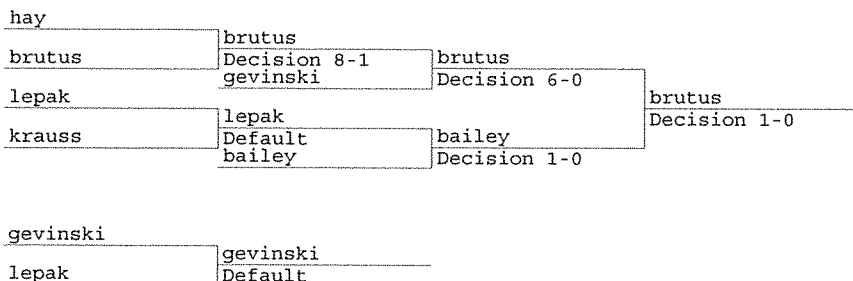 hay
brutus
brutus Decision 8-1 brutus
gevinski Decision 6-0
lepak
brutus
lepak Decision 1-0
krauss Default bailey
bailey Decision 1-0
gevinski
gevinski
lepak Default